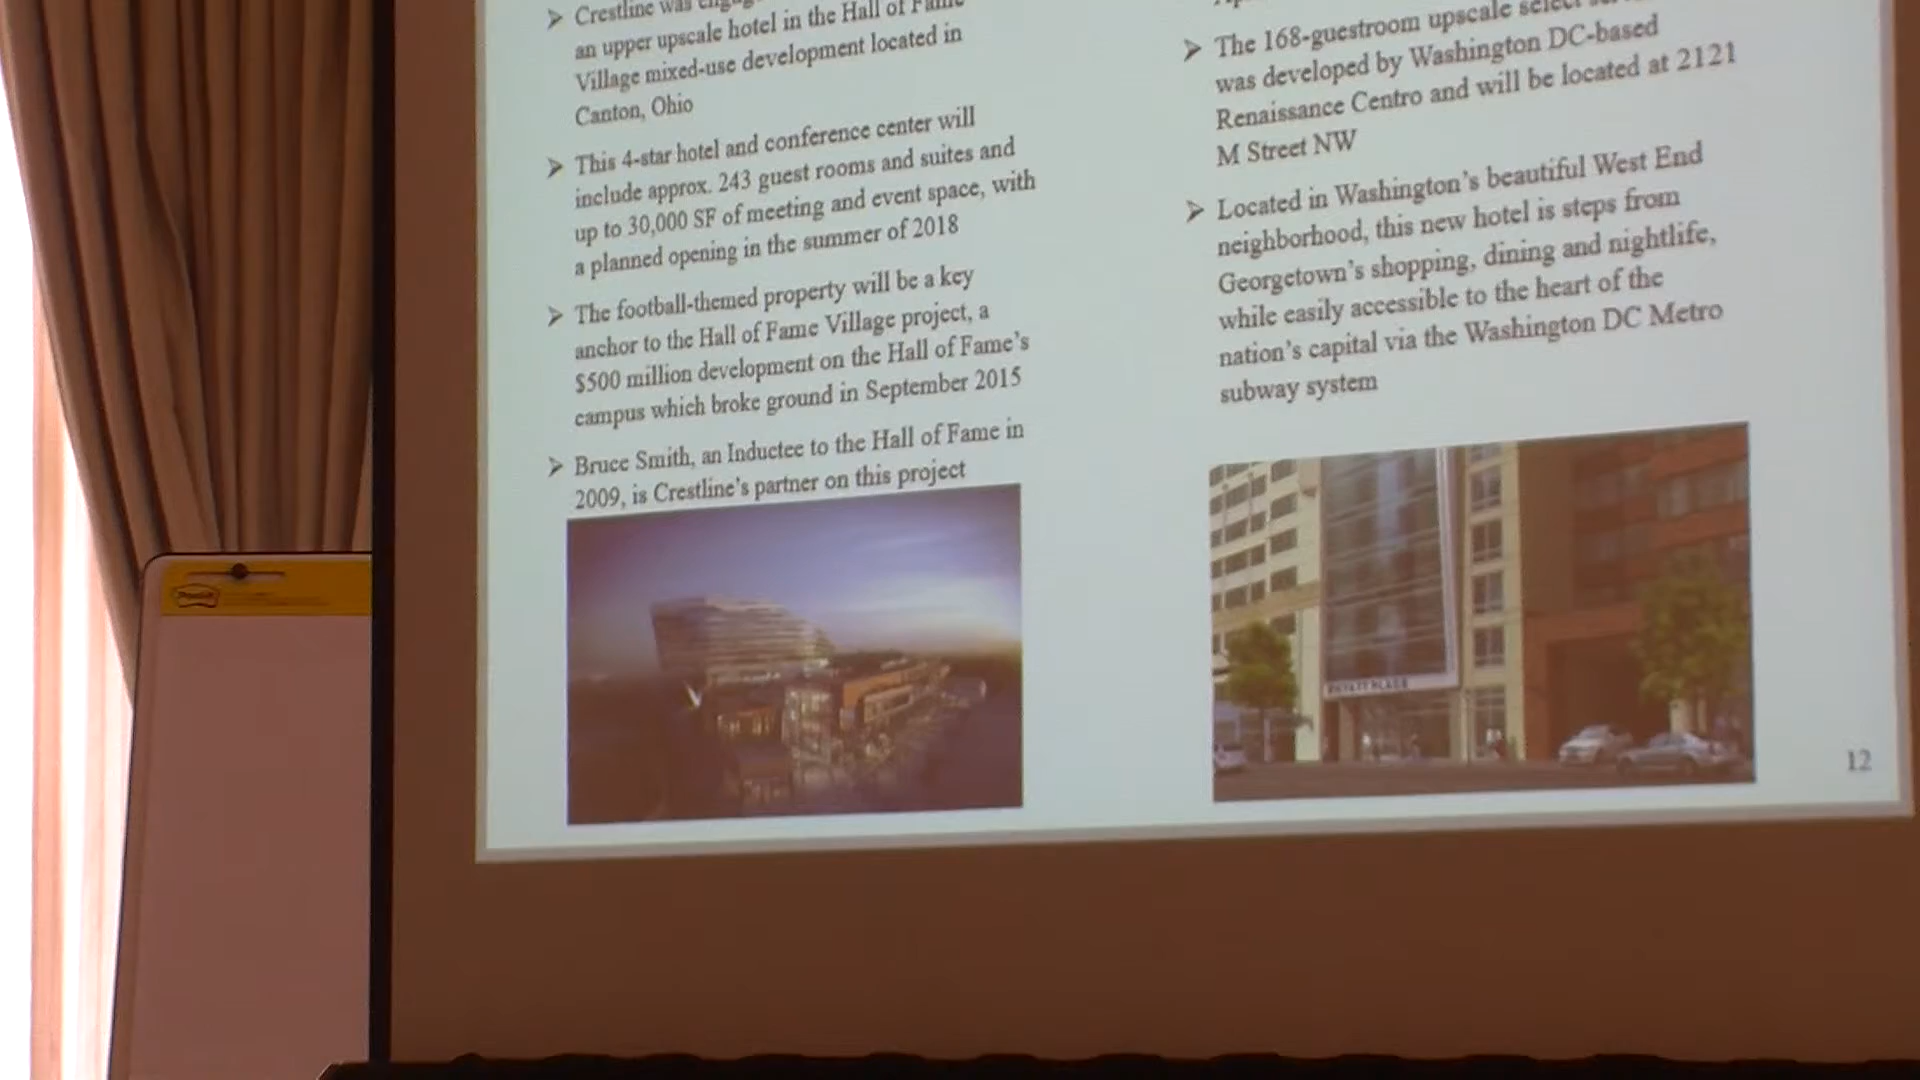 Crestline was
an upper upscale hotel in the Hall of Fame
Village mixed-use development located in
Canton, Ohio
This 4-star hotel and conference center will
include approx. 243 guest rooms and suites and
up to 30,000 SF of meeting and event space, with
a planned opening in the summer of 2018
The football-themed property will be a key
anchor to the Hall of Fame Village project, a
$500 million development on the Hall of Fame's
campus which broke ground in September 2015
Bruce Smith, an Inductee to the Hall of Fame in
2009, is Crestline's partner on this project
The 168-guestroom upscale select
was developed by Washington DC-based
Renaissance Centro and will be located at 2121
M Street NW
Located in Washington's beautiful West End
neighborhood, this new hotel is steps from
Georgetown's shopping, dining and nightlife,
while easily accessible to the heart of the
nation's capital via the Washington DC Metro
subway system
HYATT PLACE
12
Post-it